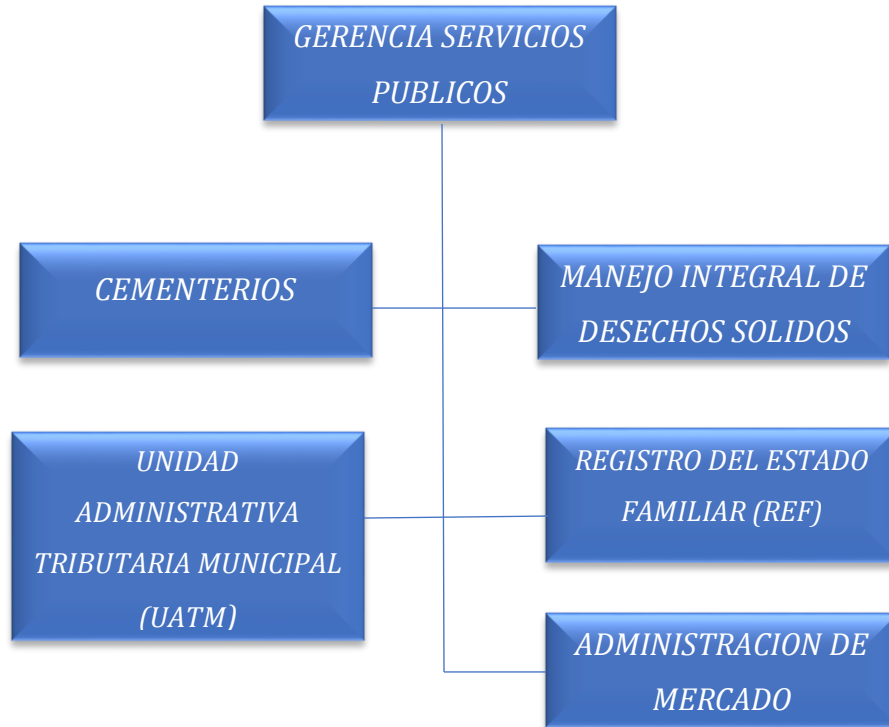 GERENCIA SERVICIOS
PUBLICOS
CEMENTERIOS
MANEJO INTEGRAL DE
DESECHOS SOLIDOS
UNIDAD
ADMINISTRATIVA
TRIBUTARIA MUNICIPAL
(UATM)
REGISTRO DEL ESTADO
FAMILIAR (REF)
ADMINISTRACION DE
MERCADO